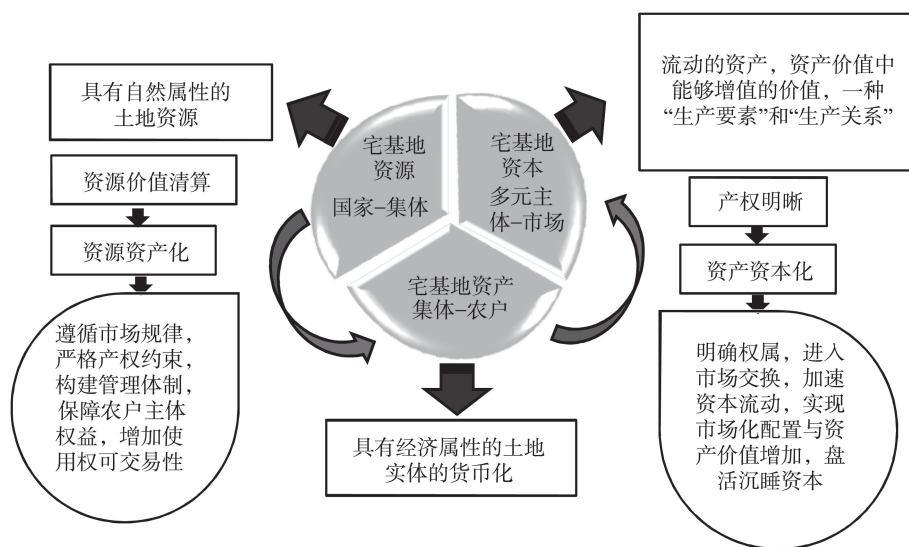 具有自然属性的
土地资源
资源价值清算
资源资产化
遵循市场规律，
严格产权约束，
构建管理体制，
保障农户主体
权益，增加使
用权可交易性
宅基地
资源
国家–集体
宅基地
资本
多元主
体–市场
宅基地资产
集体–农户
具有经济属性的土地
实体的货币化
流动的资产，资产价值中
能够增值的价值，一种
“生产要素”和“生产关系”
产权明晰
资产资本化
明确权属，进入
市场交换，加速
资本流动，实现
市场化配置与资
产价值增加，盘
活沉睡资本